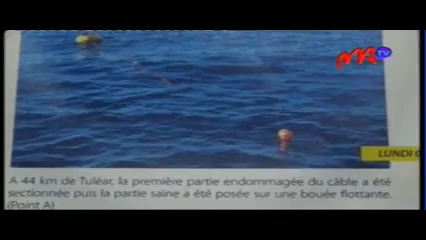 MATV
LUNDI
A 44 km de Tuléar, la première partie endommagée du câble a été
sectionnée puis la partie saine a été posée sur une bouée flottante.
(Point A)